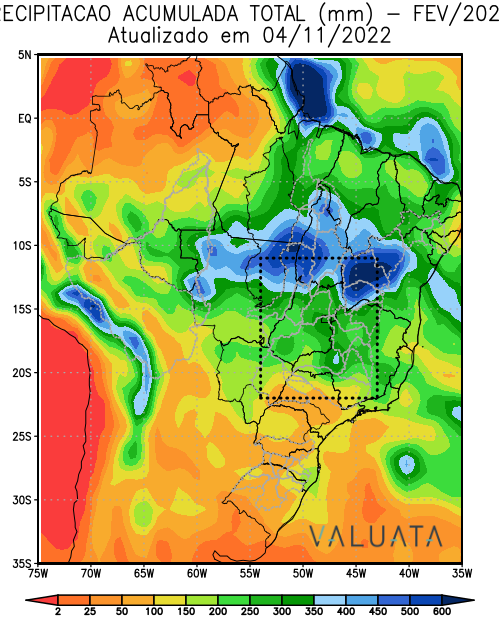 RECIPITACAO ACUMULADA TOTAL (mm) – FEV/202
Atualizado em 04/11/2022
5N
EQ
5S
10S
15S
20S
25S
30S
35S
VALUATA
75W 70W 65W 60W 55W 50W 45W 40W 35W
2 25 50 100 150 200 250 300 350 400 450 500 600